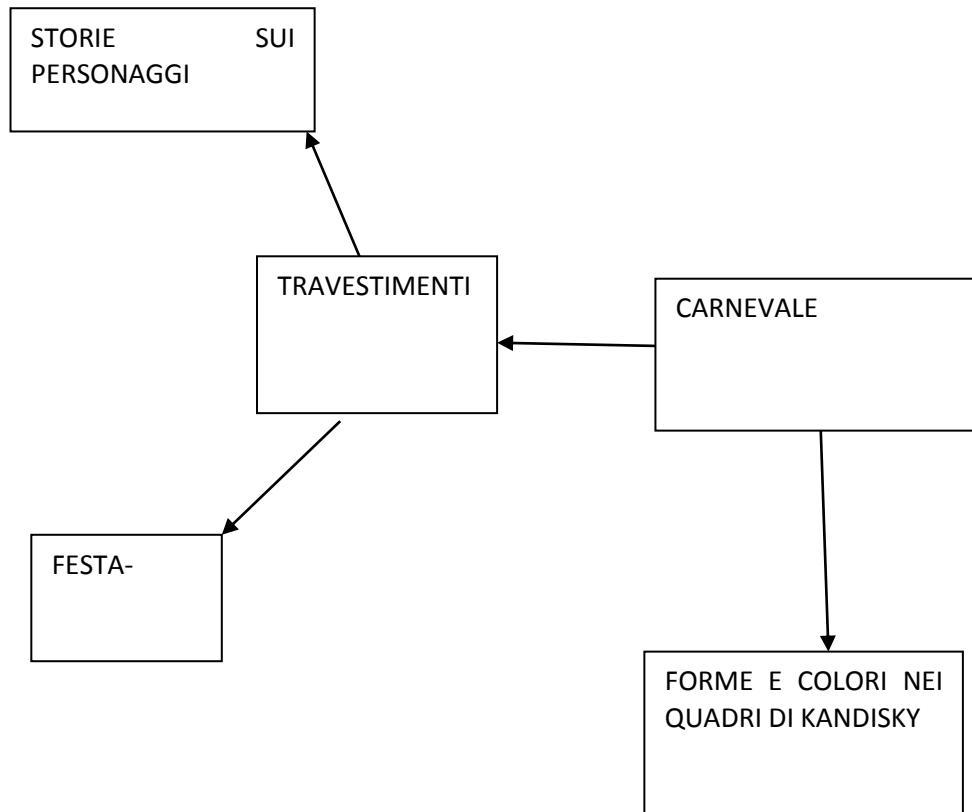 STORIE SUI
PERSONAGGI
TRAVESTIMENTI
CARNEVALE
FESTA-
FORME E COLORI NEI
QUADRI DI KANDISKY